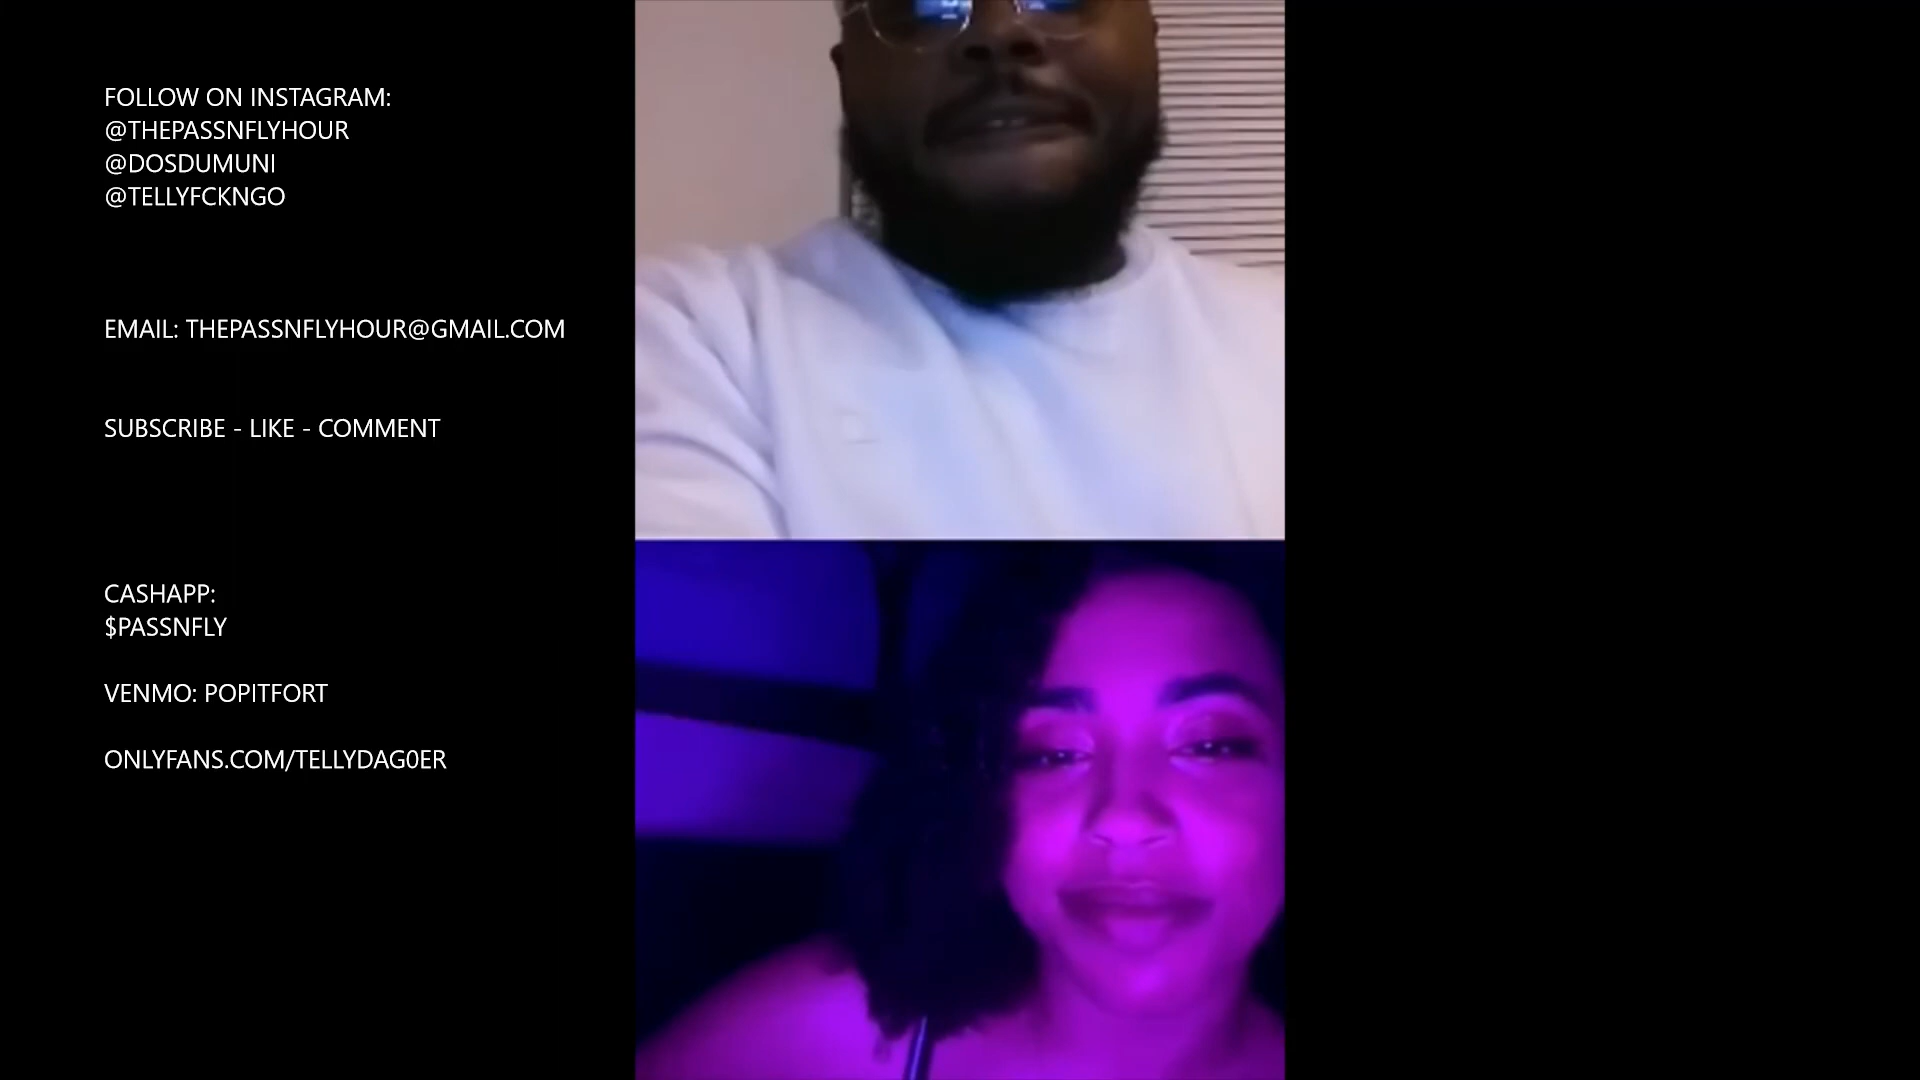 FOLLOW ON INSTAGRAM:
@THEPASSNFLYHOUR
@DOSDUMUNI
@TELLYFCKNGO
EMAIL: THEPASSNFLYHOUR@GMAIL.COM
SUBSCRIBE - LIKE - COMMENT
CASHAPP:
$PASSNFLY
VENMO: POPITFORT
ONLYFANS.COM/TELLYDAG0ER